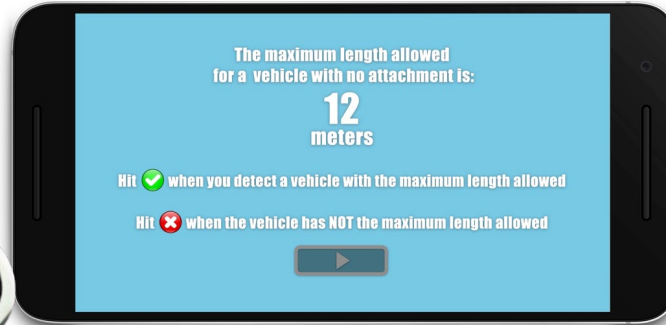 The maximum length allowed
for a vehicle with no attachment is:
12
meters
Hit when you detect a vehicle with the maximum length allowed
Hit when the vehicle has NOT the maximum length allowed